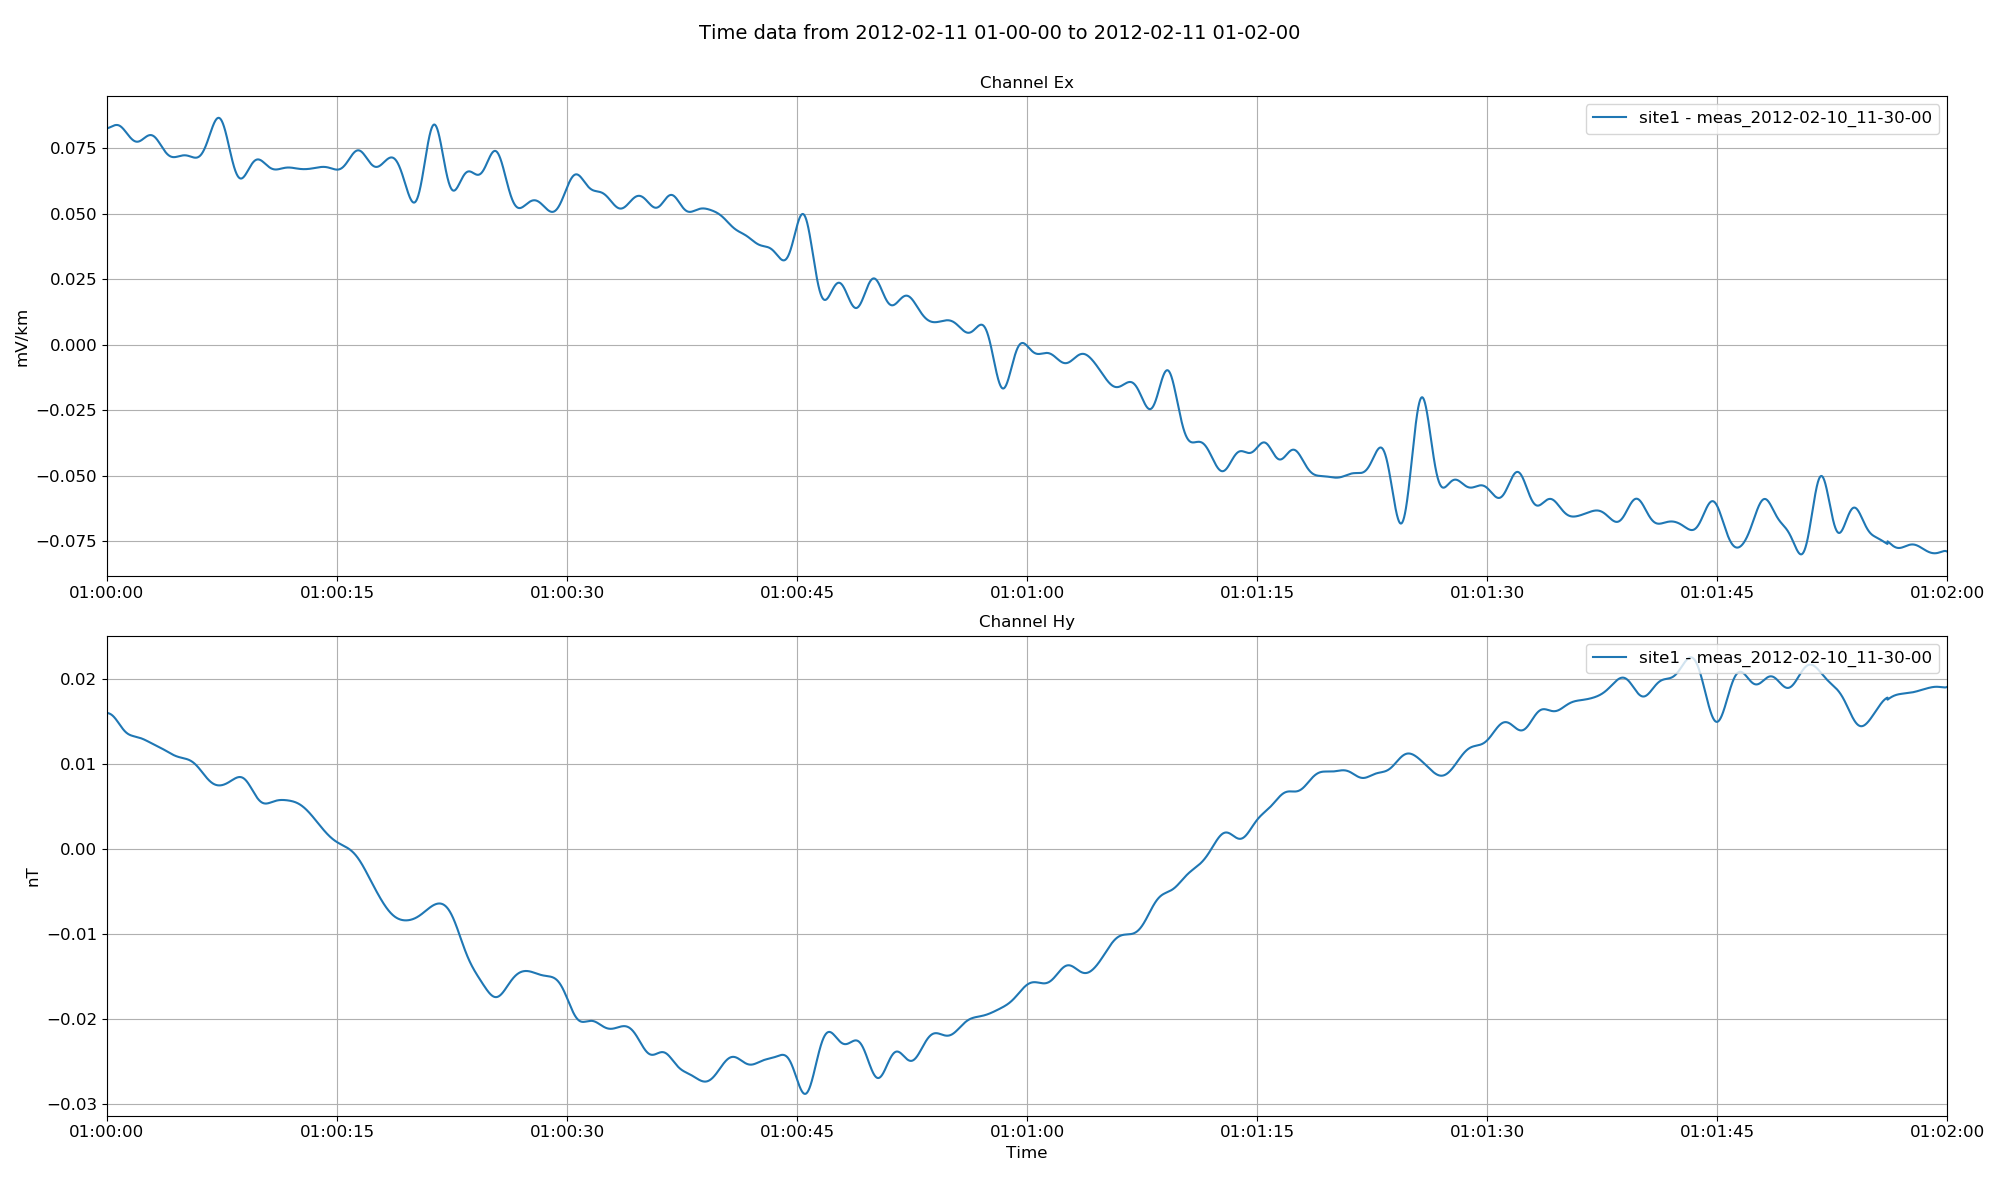 Time data from 2012-02-11 01-00-00 to 2012-02-11 01-02-00
Channel Ex
site1 - meas_2012-02-10_11-30-00
0.075
0.050
0.025
0.000
−0.025
−0.050
−0.075
mV/km
01:00:00 01:00:15 01:00:30 01:00:45 01:01:00 01:01:15 01:01:30 01:01:45 01:02:00
Channel Hy
site1 - meas_2012-02-10_11-30-00
0.02
0.01
0.00
−0.01
−0.02
−0.03
nT
01:00:00 01:00:15 01:00:30 01:00:45 01:01:00 01:01:15 01:01:30 01:01:45 01:02:00
Time